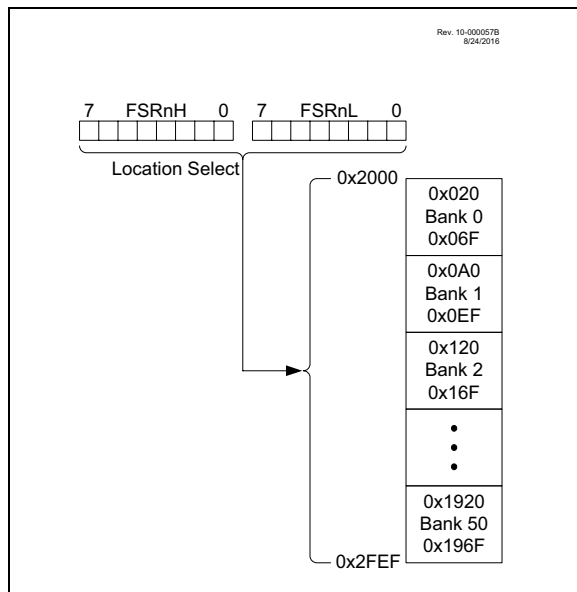 Rev. 10-000057B
8/24/2016
7 FSRnH 0 7 FSRnL 0
Location Select
0x2000
0x020
Bank 0
0x06F
0x0A0
Bank 1
0x0EF
0x120
Bank 2
0x16F
0x1920
Bank 50
0x196F
0x2FEF